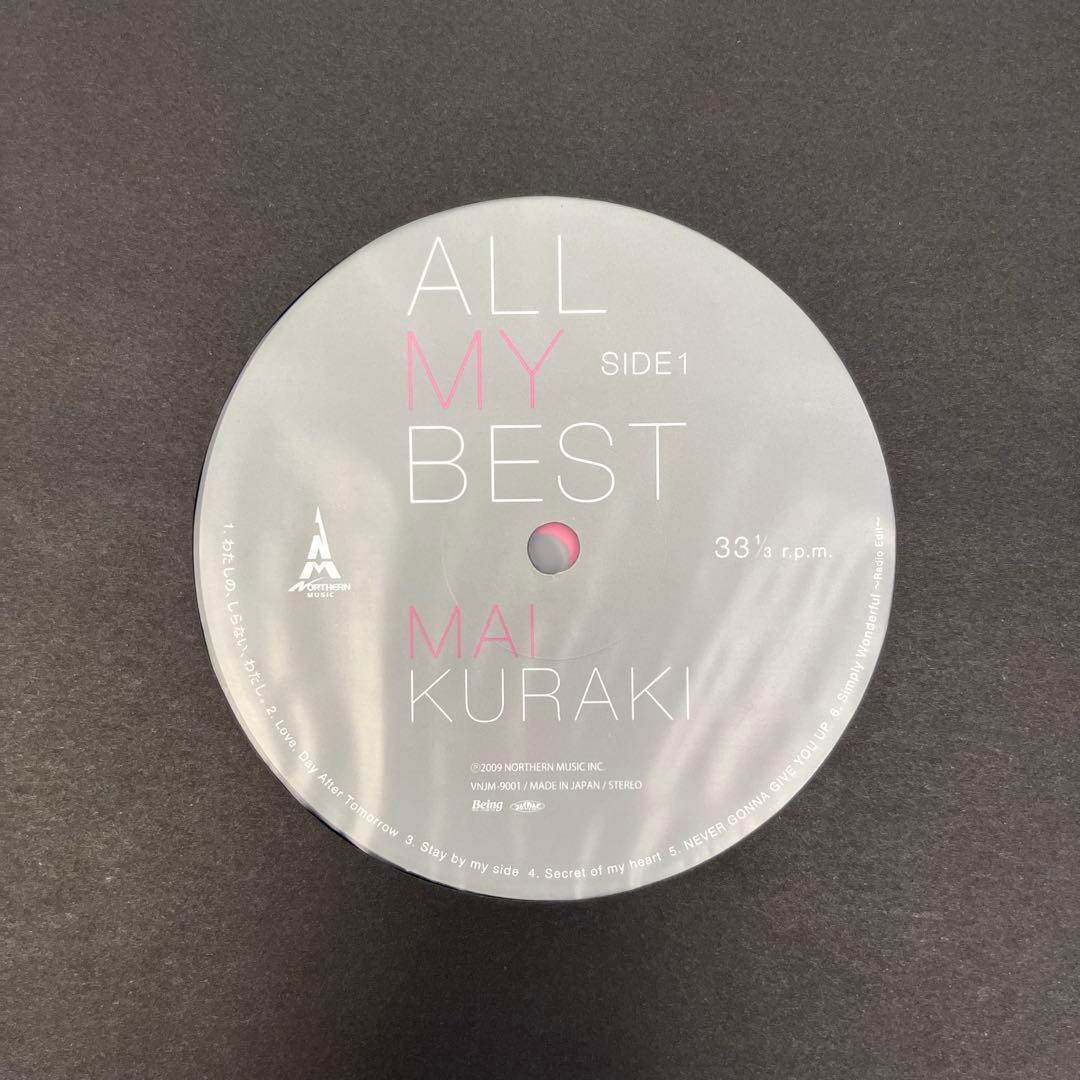 ALL
MY
BEST
SIDE 1
NORTHERN
MUSIC
33 1/3 r.p.m.
MAI
KURAKI
Ⓟ2009 NORTHERN MUSIC INC.
VNJM-9001 / MADE IN JAPAN / STEREO
Being
1. わたしの、しらない、わたし。 2. Love, Day After Tomorrow 3. Stay by my side 4. Secret of my heart 5. NEVER GONNA GIVE YOU UP 6. Simply Wonderful ~Radio Edit~